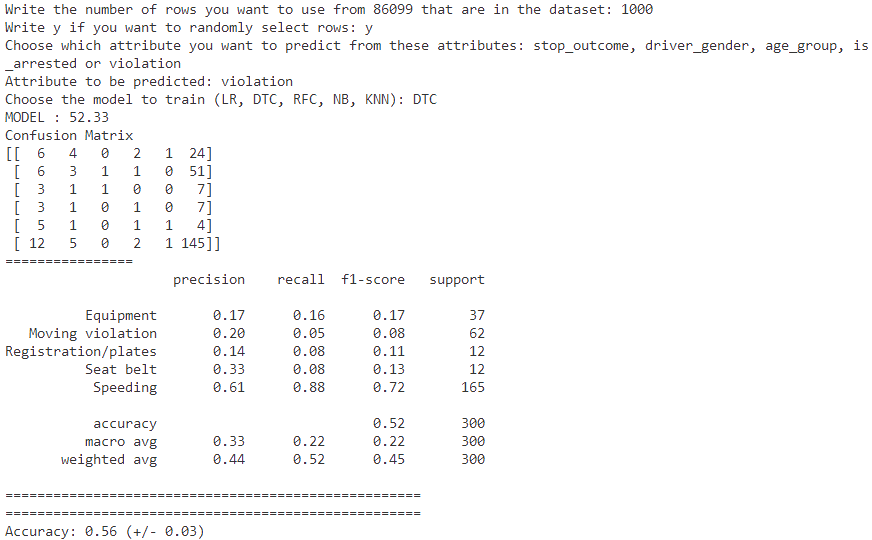 Write the number of rows you want to use from 86099 that are in the dataset: 1000
Write y if you want to randomly select rows: y
Choose which attribute you want to predict from these attributes: stop_outcome, driver_gender, age_group, is
_arrested or violation
Attribute to be predicted: violation
Choose the model to train (LR, DTC, RFC, NB, KNN): DTC
MODEL : 52.33
Confusion Matrix
[[  6   4   0   2   1  24]
 [  6   3   1   1   0  51]
 [  3   1   1   0   0   7]
 [  3   1   0   1   0   7]
 [  5   1   0   1   1   4]
 [ 12   5   0   2   1 145]]
================
                     precision    recall  f1-score   support

          Equipment       0.17      0.16      0.17        37
   Moving violation       0.20      0.05      0.08        62
Registration/plates       0.14      0.08      0.11        12
          Seat belt       0.33      0.08      0.13        12
           Speeding       0.61      0.88      0.72       165

           accuracy                           0.52       300
          macro avg       0.33      0.22      0.22       300
       weighted avg       0.44      0.52      0.45       300

====================================================
====================================================
Accuracy: 0.56 (+/- 0.03)